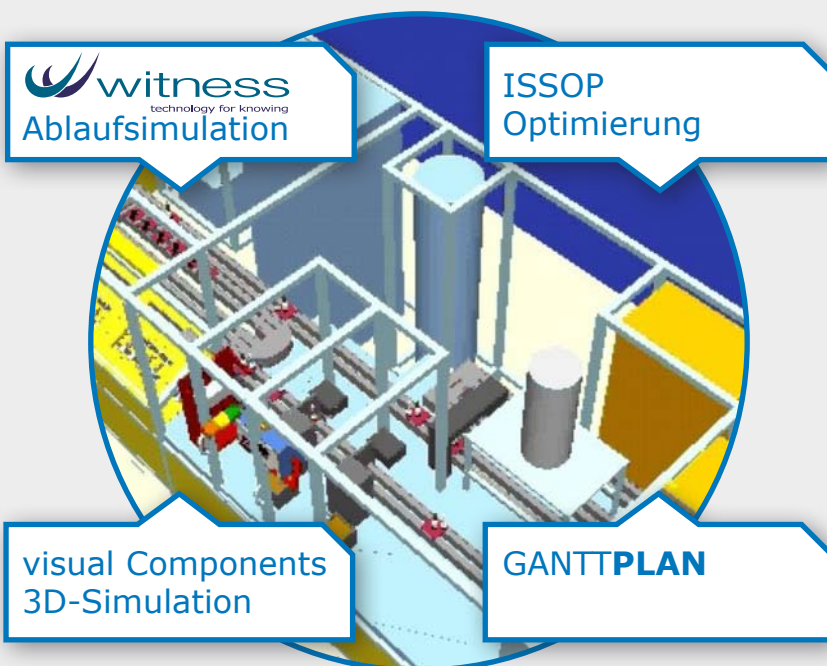 witness
technology for knowing
Ablaufsimulation
ISSOP
Optimierung
visual Components
3D-Simulation
GANTTPLAN